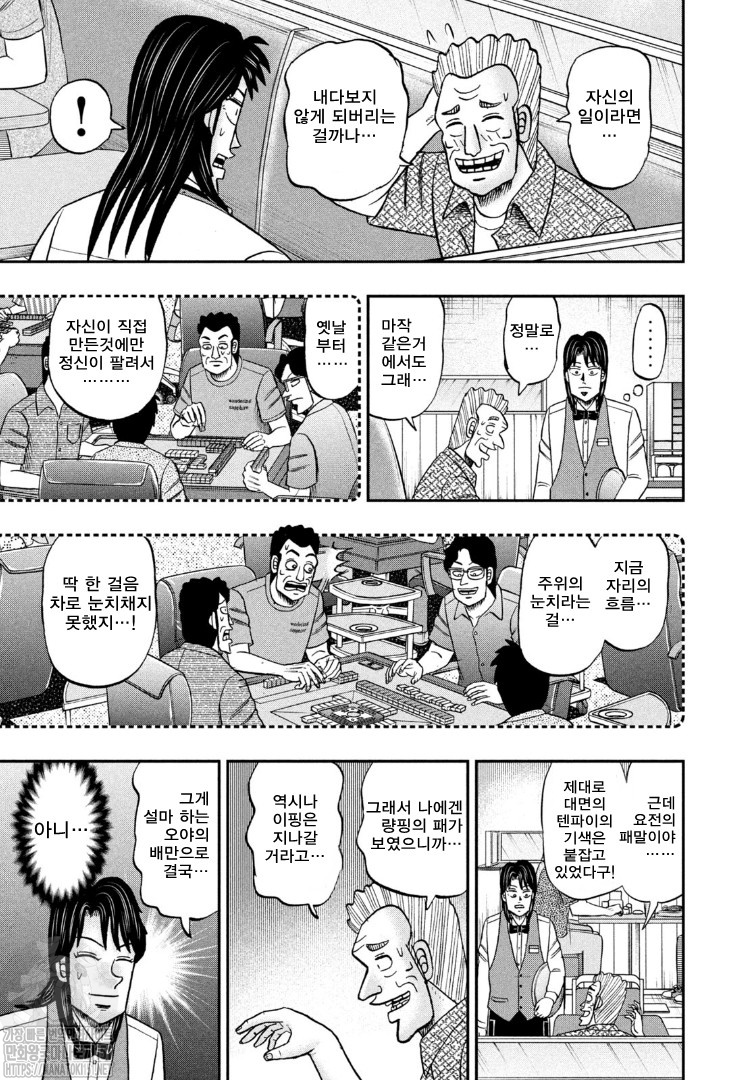 자신의
일이라면
…
내다보지
않게 되버리는
걸까나…
!
…‥
정말로
…
마작
같은거
에서도
그래…
옛날
부터
……
자신이 직접
만든것에만
정신이 팔려서
………
지금
자리의
흐름…
주위의
눈치라는
걸…
딱 한 걸음
차로 눈치채지
못했지…!
근데
요전의
패말이야
……
제대로
대면의
텐파이의
기색은
붙잡고
있었다구!
그래서 나에겐
량핑의 패가
보였으니까…
역시나
이핑은
지나갈
거라고…
그게
설마 하는
오야의
배만으로
결국…
아니…
HTTPS://MANATOKI